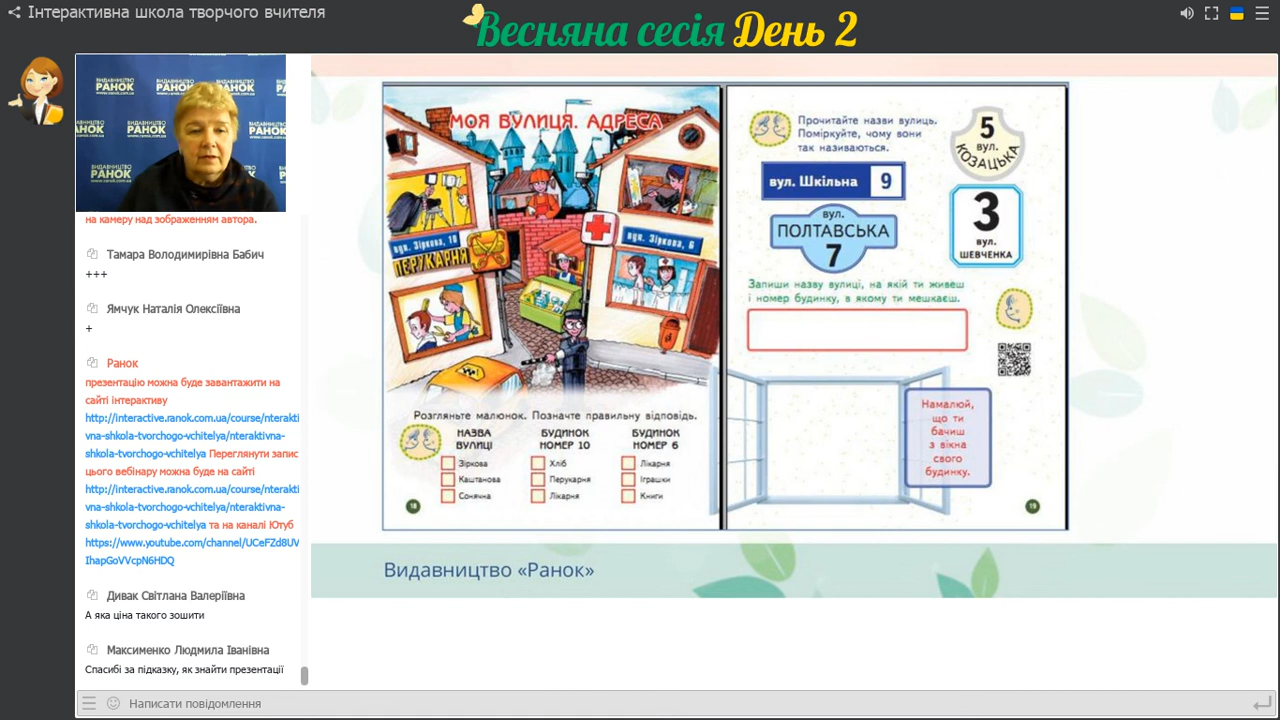 Інтерактивна школа творчого вчителя
Весняна сесія День 2
ВИДАВНИЦТВО
РАНОК
на камеру над зображенням автора.
Тамара Володимирівна Бабич
+++
Ямчук Наталія Олексіївна
+
Ранок
презентацію можна буде завантажити на
сайті інтерактиву
http://interactive.ranok.com.ua/course/nterakti
vna-shkola-tvorchogo-vchitelya/nteraktivna-
shkola-tvorchogo-vchitelya Переглянути запис
цього вебінару можна буде на сайті
http://interactive.ranok.com.ua/course/nterakti
vna-shkola-tvorchogo-vchitelya/nteraktivna-
shkola-tvorchogo-vchitelya та на каналі Ютуб
https://www.youtube.com/channel/UCeFZd8UV
IhapGoVVcpN6HDQ
Дивак Світлана Валеріївна
А яка ціна такого зошити
Максименко Людмила Іванівна
Спасибі за підказку, як знайти презентації
Написати повідомлення
МОЯ ВУЛИЦЯ. АДРЕСА
вул. Зіркова, 10
вул. Зіркова, 6
ПЕРУКАРНЯ
Розгляньте малюнок. Позначте правильну відповідь.
НАЗВА ВУЛИЦІ
БУДИНОК НОМЕР 10
БУДИНОК НОМЕР 6
Зіркова Хліб Лікарня
Каштанова Перукарня Іграшки
Сонячна Лікарня Книги
18
Прочитайте назви вулиць.
Поміркуйте, чому вони
так називаються.
5
вул.
КОЗАЦЬКА
вул. Шкільна 9
вул.
ПОЛТАВСЬКА
7
3
вул.
ШЕВЧЕНКА
Запиши назву вулиці, на якій ти живеш
і номер будинку, в якому ти мешкаєш.
Намалюй,
що ти
бачиш
з вікна
свого
будинку.
19
Видавництво «Ранок»